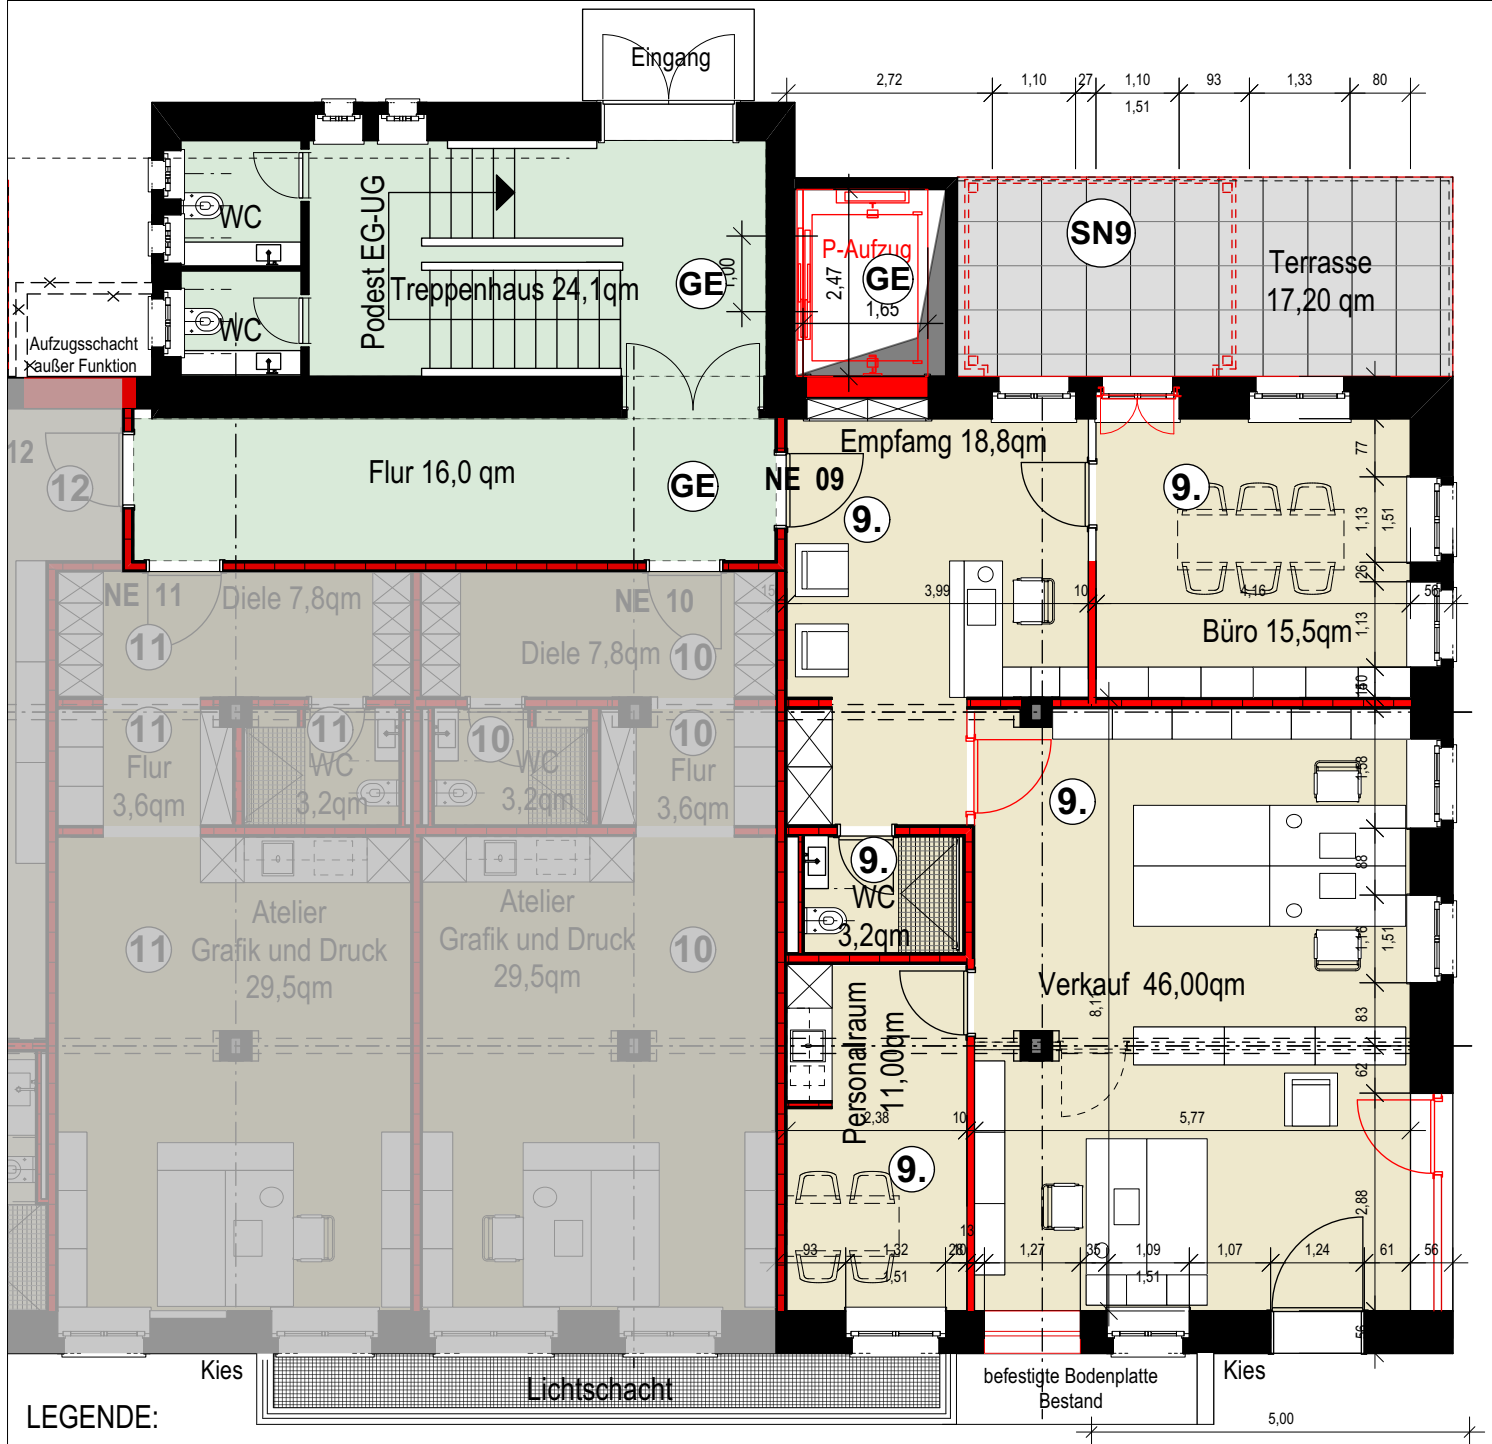 Eingang
2,72
1,10
27
1,10
93
1,33
80
1,51
WC
WC
Podest EG-UG
Treppenhaus 24,1qm
GE
1,00
P-Aufzug
GE
2,47
1,65
SN9
Terrasse
17,20 qm
Aufzugsschacht
außer Funktion
12
12
Flur 16,0 qm
GE
NE 09
Empfamg 18,8qm
9.
9.
77
1,13
1,51
26
1,13
15
3,99
10
4,16
56
Büro 15,5qm
NE 11
Diele 7,8qm
11
NE 10
Diele 7,8qm
10
11
Flur
3,6qm
11
WC
3,2qm
10
WC
3,2qm
10
Flur
3,6qm
9.
1,58
88
1,16
1,51
83
62
2,88
56
9.
WC
3,2qm
Atelier
Grafik und Druck
29,5qm
11
Atelier
Grafik und Druck
29,5qm
10
Verkauf 46,00qm
8,11
Personalraum
11,00qm
2,38
10
5,77
9.
13
93
1,32
28
80
1,27
35
1,09
1,07
1,24
61
56
1,51
1,51
Kies
Lichtschacht
befestigte Bodenplatte
Bestand
Kies
LEGENDE:
5,00